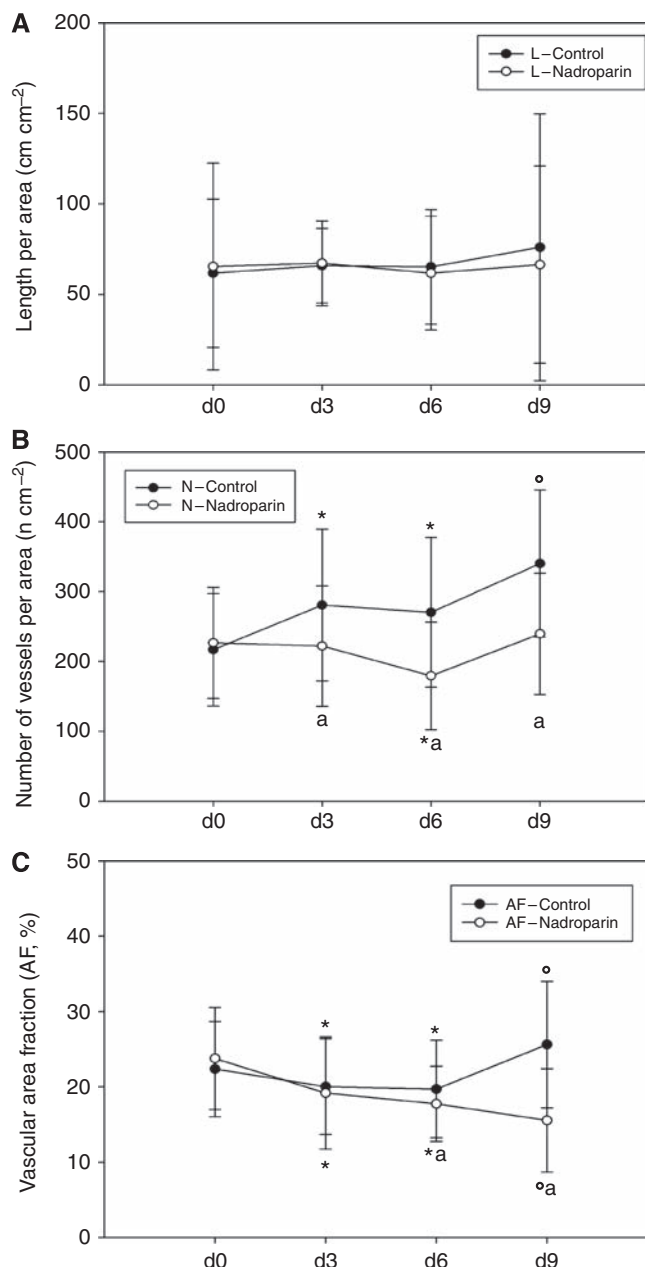 A
Length per area (cm cm⁻²)
200
150
100
50
0
L–Control
L–Nadroparin
d0 d3 d6 d9
B
Number of vessels per area (n cm⁻²)
500
400
300
200
100
0
N–Control
N–Nadroparin
* * °
a *a a
d0 d3 d6 d9
C
Vascular area fraction (AF, %)
50
40
30
20
10
0
AF–Control
AF–Nadroparin
* * °
* *a °a
d0 d3 d6 d9